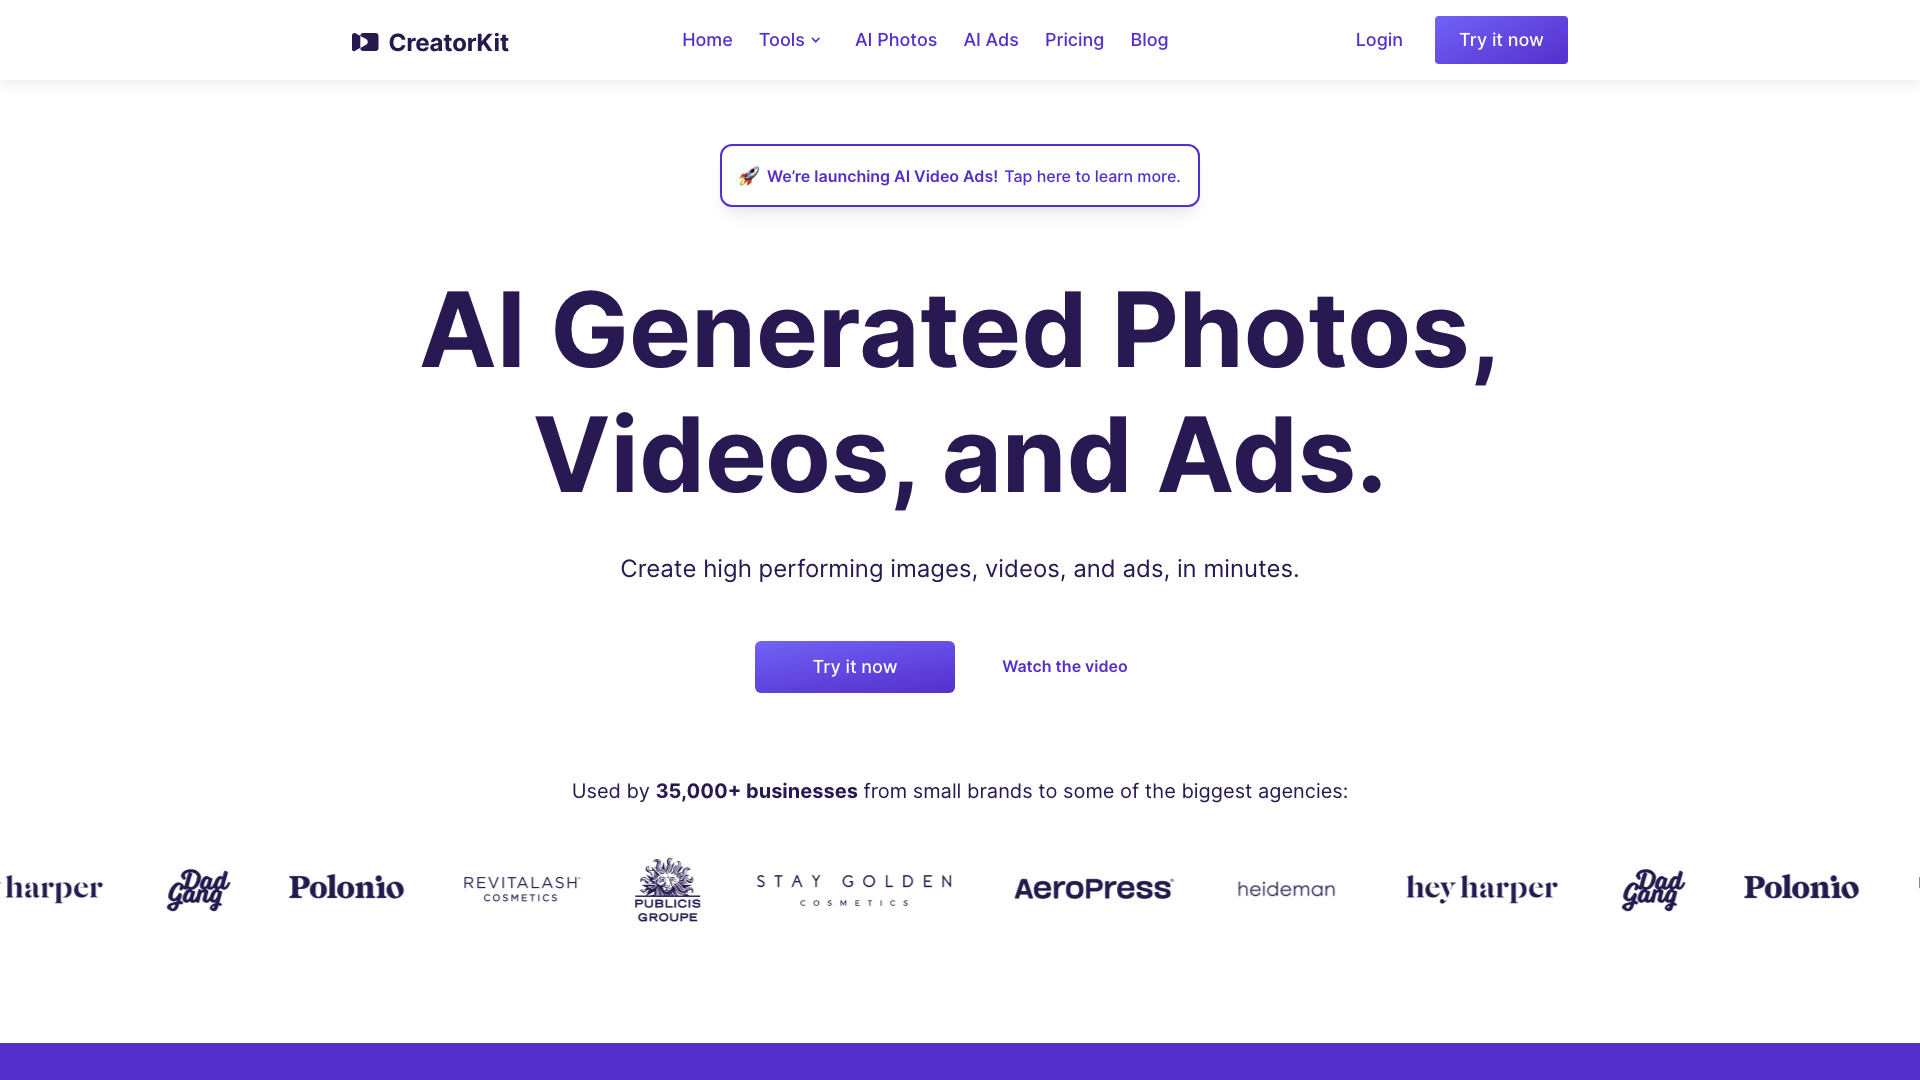 CreatorKit
Home Tools AI Photos AI Ads Pricing Blog
Login
Try it now
🚀 We’re launching AI Video Ads! Tap here to learn more.
AI Generated Photos,
Videos, and Ads.
Create high performing images, videos, and ads, in minutes.
Try it now
Watch the video
Used by 35,000+ businesses from small brands to some of the biggest agencies:
harper
Dad
Gang
Polonio
REVITALASH
COSMETICS
PUBLICIS
GROUPE
STAY GOLDEN
COSMETICS
AeroPress
heideman
hey harper
Dad
Gang
Polonio